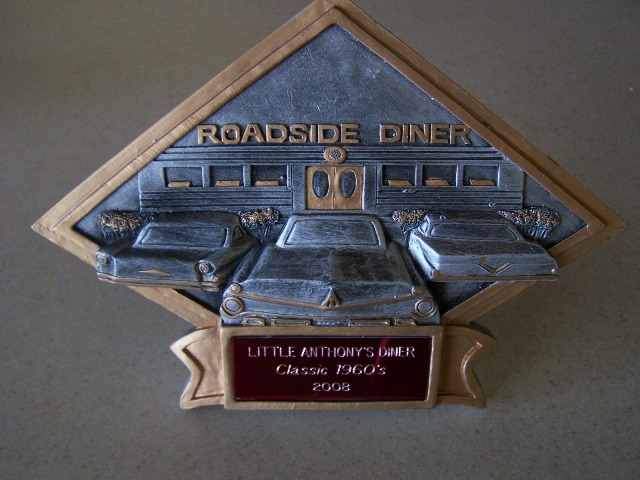 ROADSIDE DINER
LITTLE ANTHONY'S DINER
Classic 1960's
2008